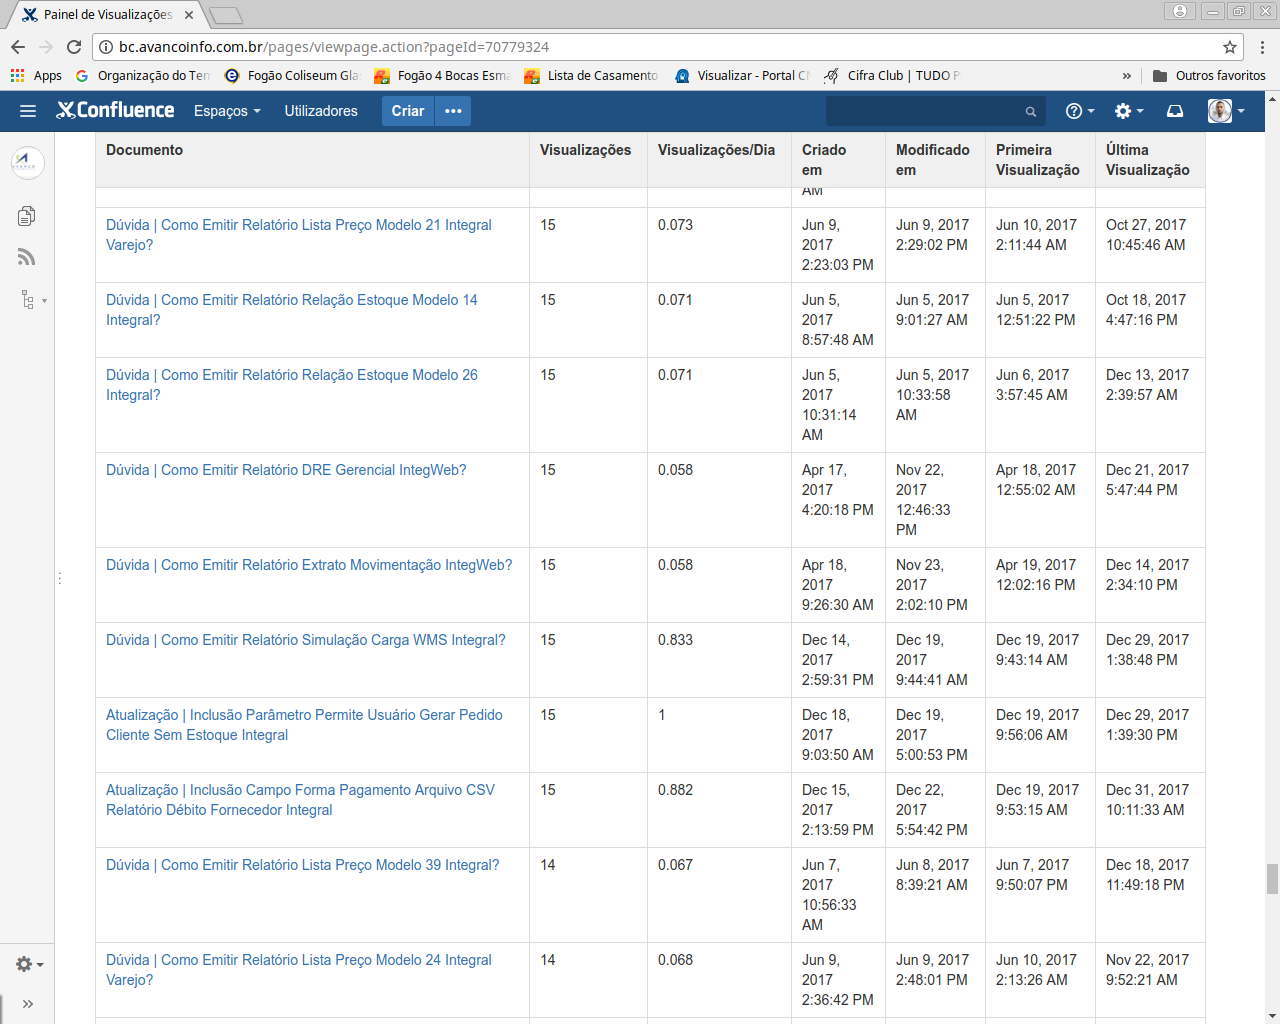 Painel de Visualizações
bc.avancoinfo.com.br/pages/viewpage.action?pageId=70779324
Apps Organização do Ter Fogão Coliseum Gla Fogão 4 Bocas Esma Lista de Casamento Visualizar - Portal C Cifra Club | TUDO P » Outros favoritos
Confluence Espaços Utilizadores Criar •••
Documento Visualizações Visualizações/Dia Criado em Modificado em Primeira Visualização Última Visualização
AM
Dúvida | Como Emitir Relatório Lista Preço Modelo 21 Integral Varejo? 15 0.073 Jun 9, 2017 2:23:03 PM Jun 9, 2017 2:29:02 PM Jun 10, 2017 2:11:44 AM Oct 27, 2017 10:45:46 AM
Dúvida | Como Emitir Relatório Relação Estoque Modelo 14 Integral? 15 0.071 Jun 5, 2017 8:57:48 AM Jun 5, 2017 9:01:27 AM Jun 5, 2017 12:51:22 PM Oct 18, 2017 4:47:16 PM
Dúvida | Como Emitir Relatório Relação Estoque Modelo 26 Integral? 15 0.071 Jun 5, 2017 10:31:14 AM Jun 5, 2017 10:33:58 AM Jun 6, 2017 3:57:45 AM Dec 13, 2017 2:39:57 AM
Dúvida | Como Emitir Relatório DRE Gerencial IntegWeb? 15 0.058 Apr 17, 2017 4:20:18 PM Nov 22, 2017 12:46:33 PM Apr 18, 2017 12:55:02 AM Dec 21, 2017 5:47:44 PM
Dúvida | Como Emitir Relatório Extrato Movimentação IntegWeb? 15 0.058 Apr 18, 2017 9:26:30 AM Nov 23, 2017 2:02:10 PM Apr 19, 2017 12:02:16 PM Dec 14, 2017 2:34:10 PM
Dúvida | Como Emitir Relatório Simulação Carga WMS Integral? 15 0.833 Dec 14, 2017 2:59:31 PM Dec 19, 2017 9:44:41 AM Dec 19, 2017 9:43:14 AM Dec 29, 2017 1:38:48 PM
Atualização | Inclusão Parâmetro Permite Usuário Gerar Pedido Cliente Sem Estoque Integral 15 1 Dec 18, 2017 9:03:50 AM Dec 19, 2017 5:00:53 PM Dec 19, 2017 9:56:06 AM Dec 29, 2017 1:39:30 PM
Atualização | Inclusão Campo Forma Pagamento Arquivo CSV Relatório Débito Fornecedor Integral 15 0.882 Dec 15, 2017 2:13:59 PM Dec 22, 2017 5:54:42 PM Dec 19, 2017 9:53:15 AM Dec 31, 2017 10:11:33 AM
Dúvida | Como Emitir Relatório Lista Preço Modelo 39 Integral? 14 0.067 Jun 7, 2017 10:56:33 AM Jun 8, 2017 8:39:21 AM Jun 7, 2017 9:50:07 PM Dec 18, 2017 11:49:18 PM
Dúvida | Como Emitir Relatório Lista Preço Modelo 24 Integral Varejo? 14 0.068 Jun 9, 2017 2:36:42 PM Jun 9, 2017 2:48:01 PM Jun 10, 2017 2:13:26 AM Nov 22, 2017 9:52:21 AM